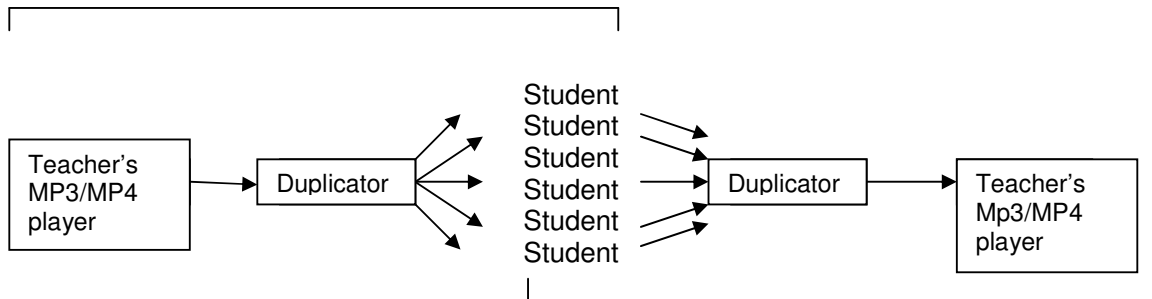 Teacher's
MP3/MP4
player
Duplicator
Student
Student
Student
Student
Student
Student
Duplicator
Teacher's
Mp3/MP4
player